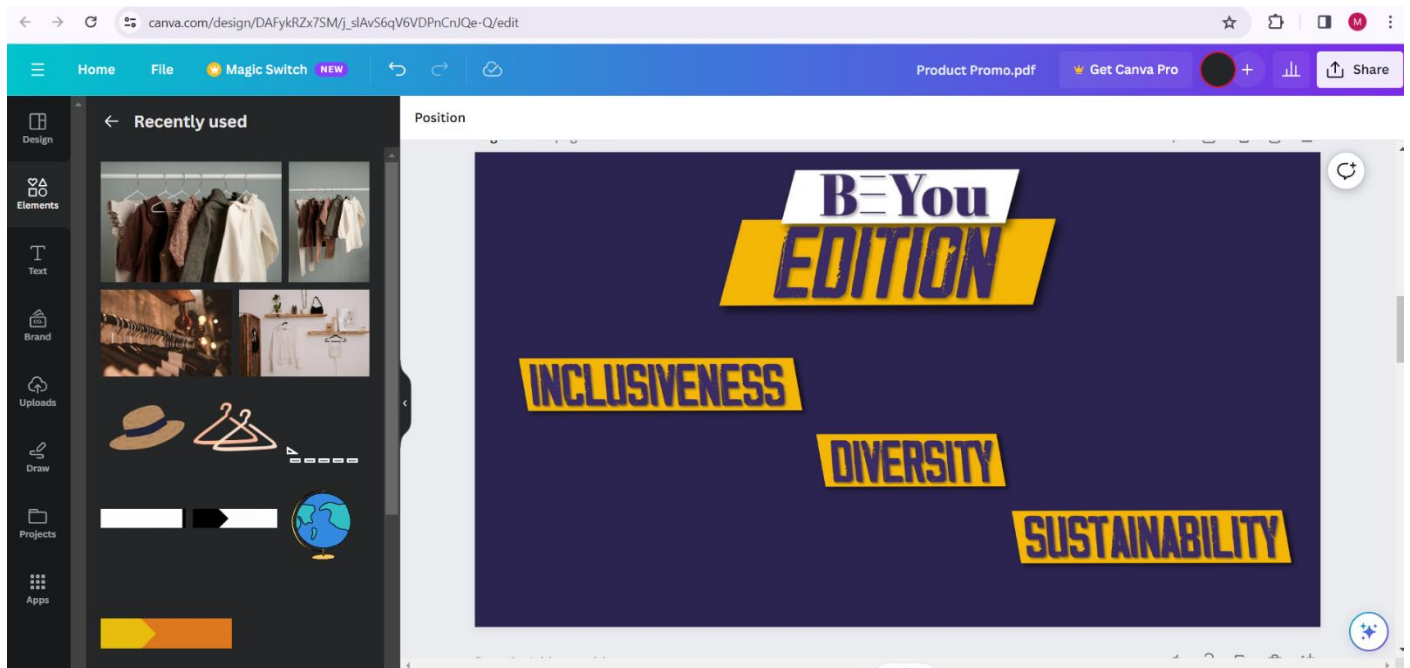 canva.com/design/DAFykRZx7SM/j_slAvS6qV6VDPnCnJQe-Q/edit
M
Home File Magic Switch NEW Product Promo.pdf Get Canva Pro + Share
Design
Elements
Text
Brand
Uploads
Draw
Projects
Apps
Recently used
Position
B Ξ You
EDITION
INCLUSIVENESS
DIVERSITY
SUSTAINABILITY